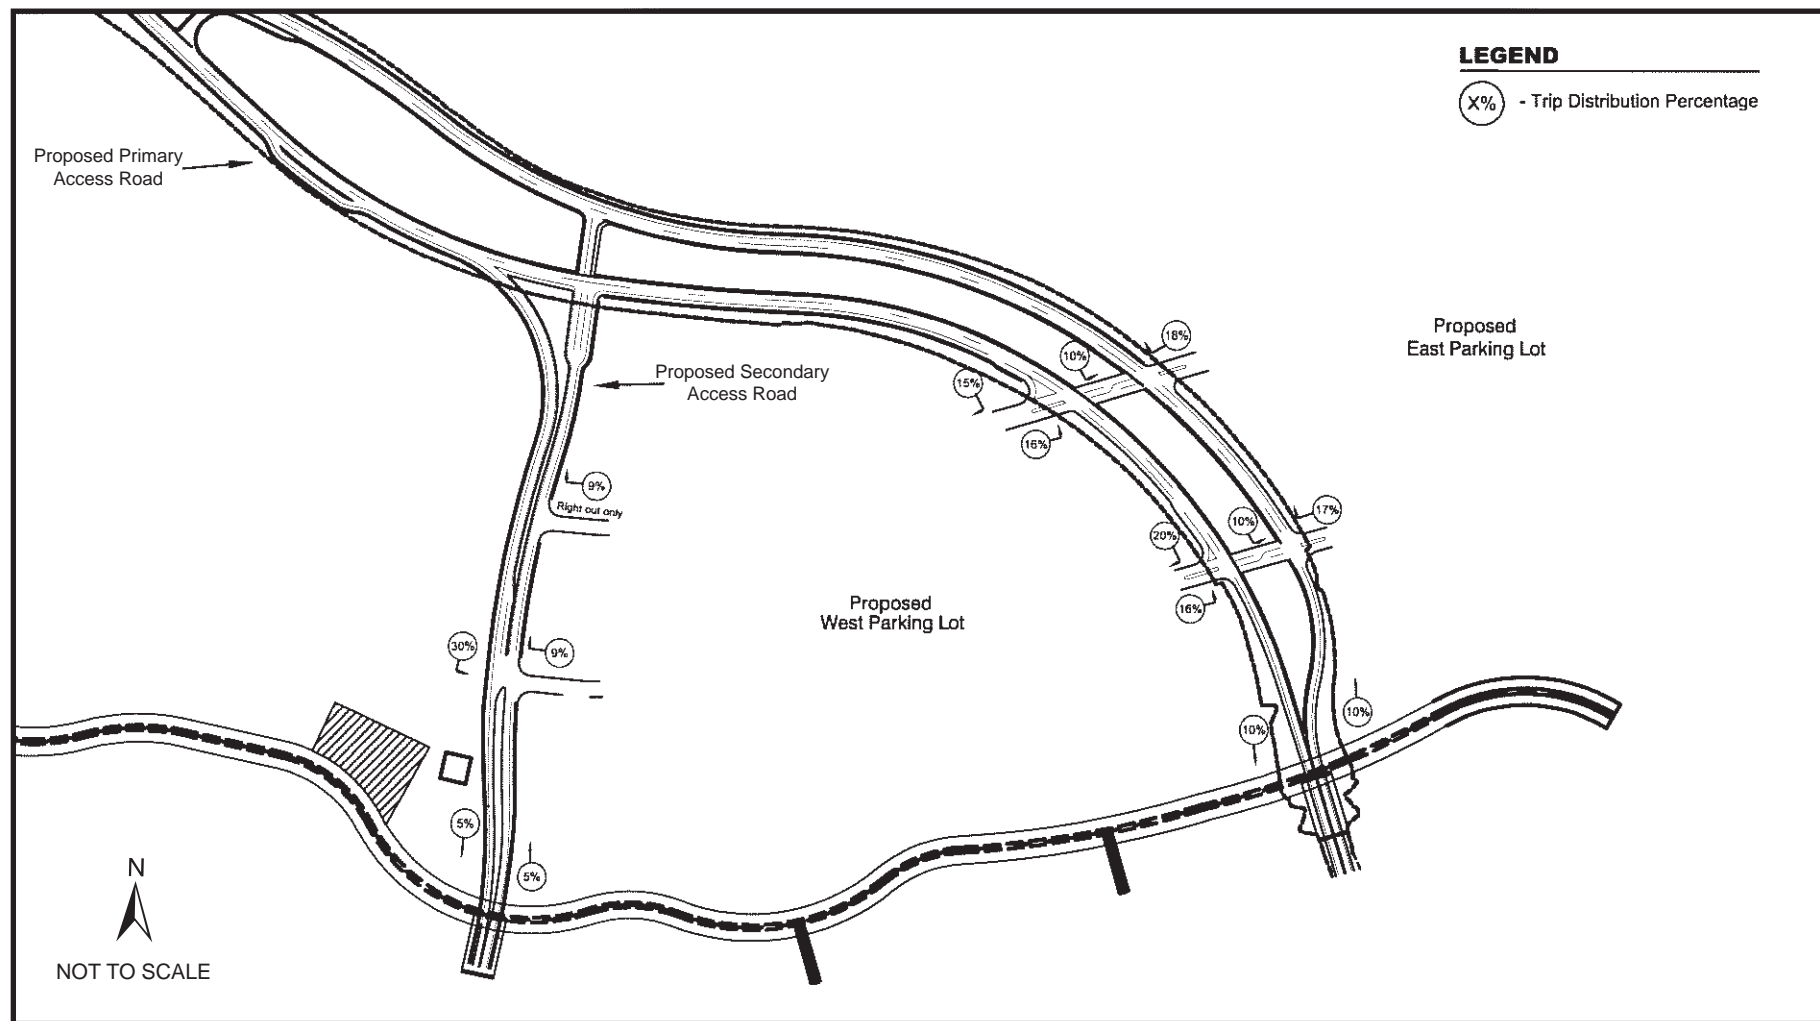 LEGEND
X% - Trip Distribution Percentage
Proposed Primary
Access Road
Proposed
East Parking Lot
18%
10%
Proposed Secondary
Access Road
15%
16%
9%
Right out only
17%
10%
20%
Proposed
West Parking Lot
16%
30%
9%
10%
10%
5%
5%
N
NOT TO SCALE